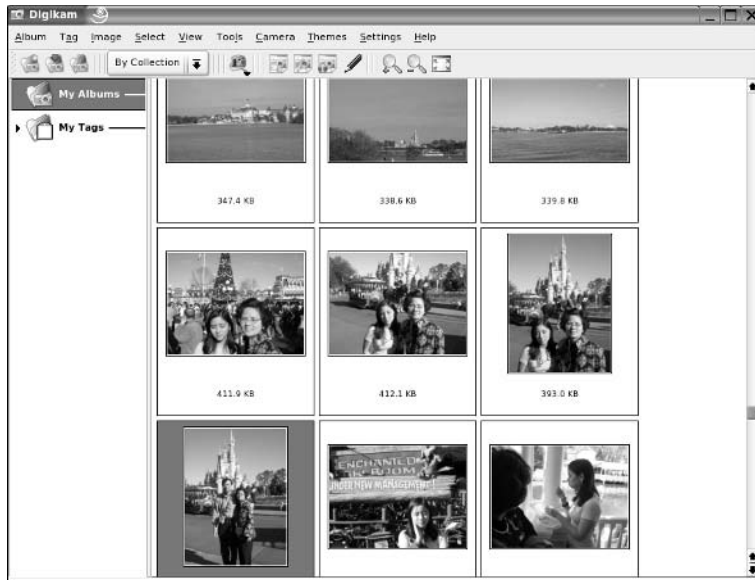 Digikam
Album Tag Image Select View Tools Camera Themes Settings Help
By Collection
My Albums
My Tags
347.4 KB
338.6 KB
339.8 KB
411.9 KB
412.1 KB
393.0 KB
ENCHANTED
ROOM
UNDER NEW MANAGEMENT!